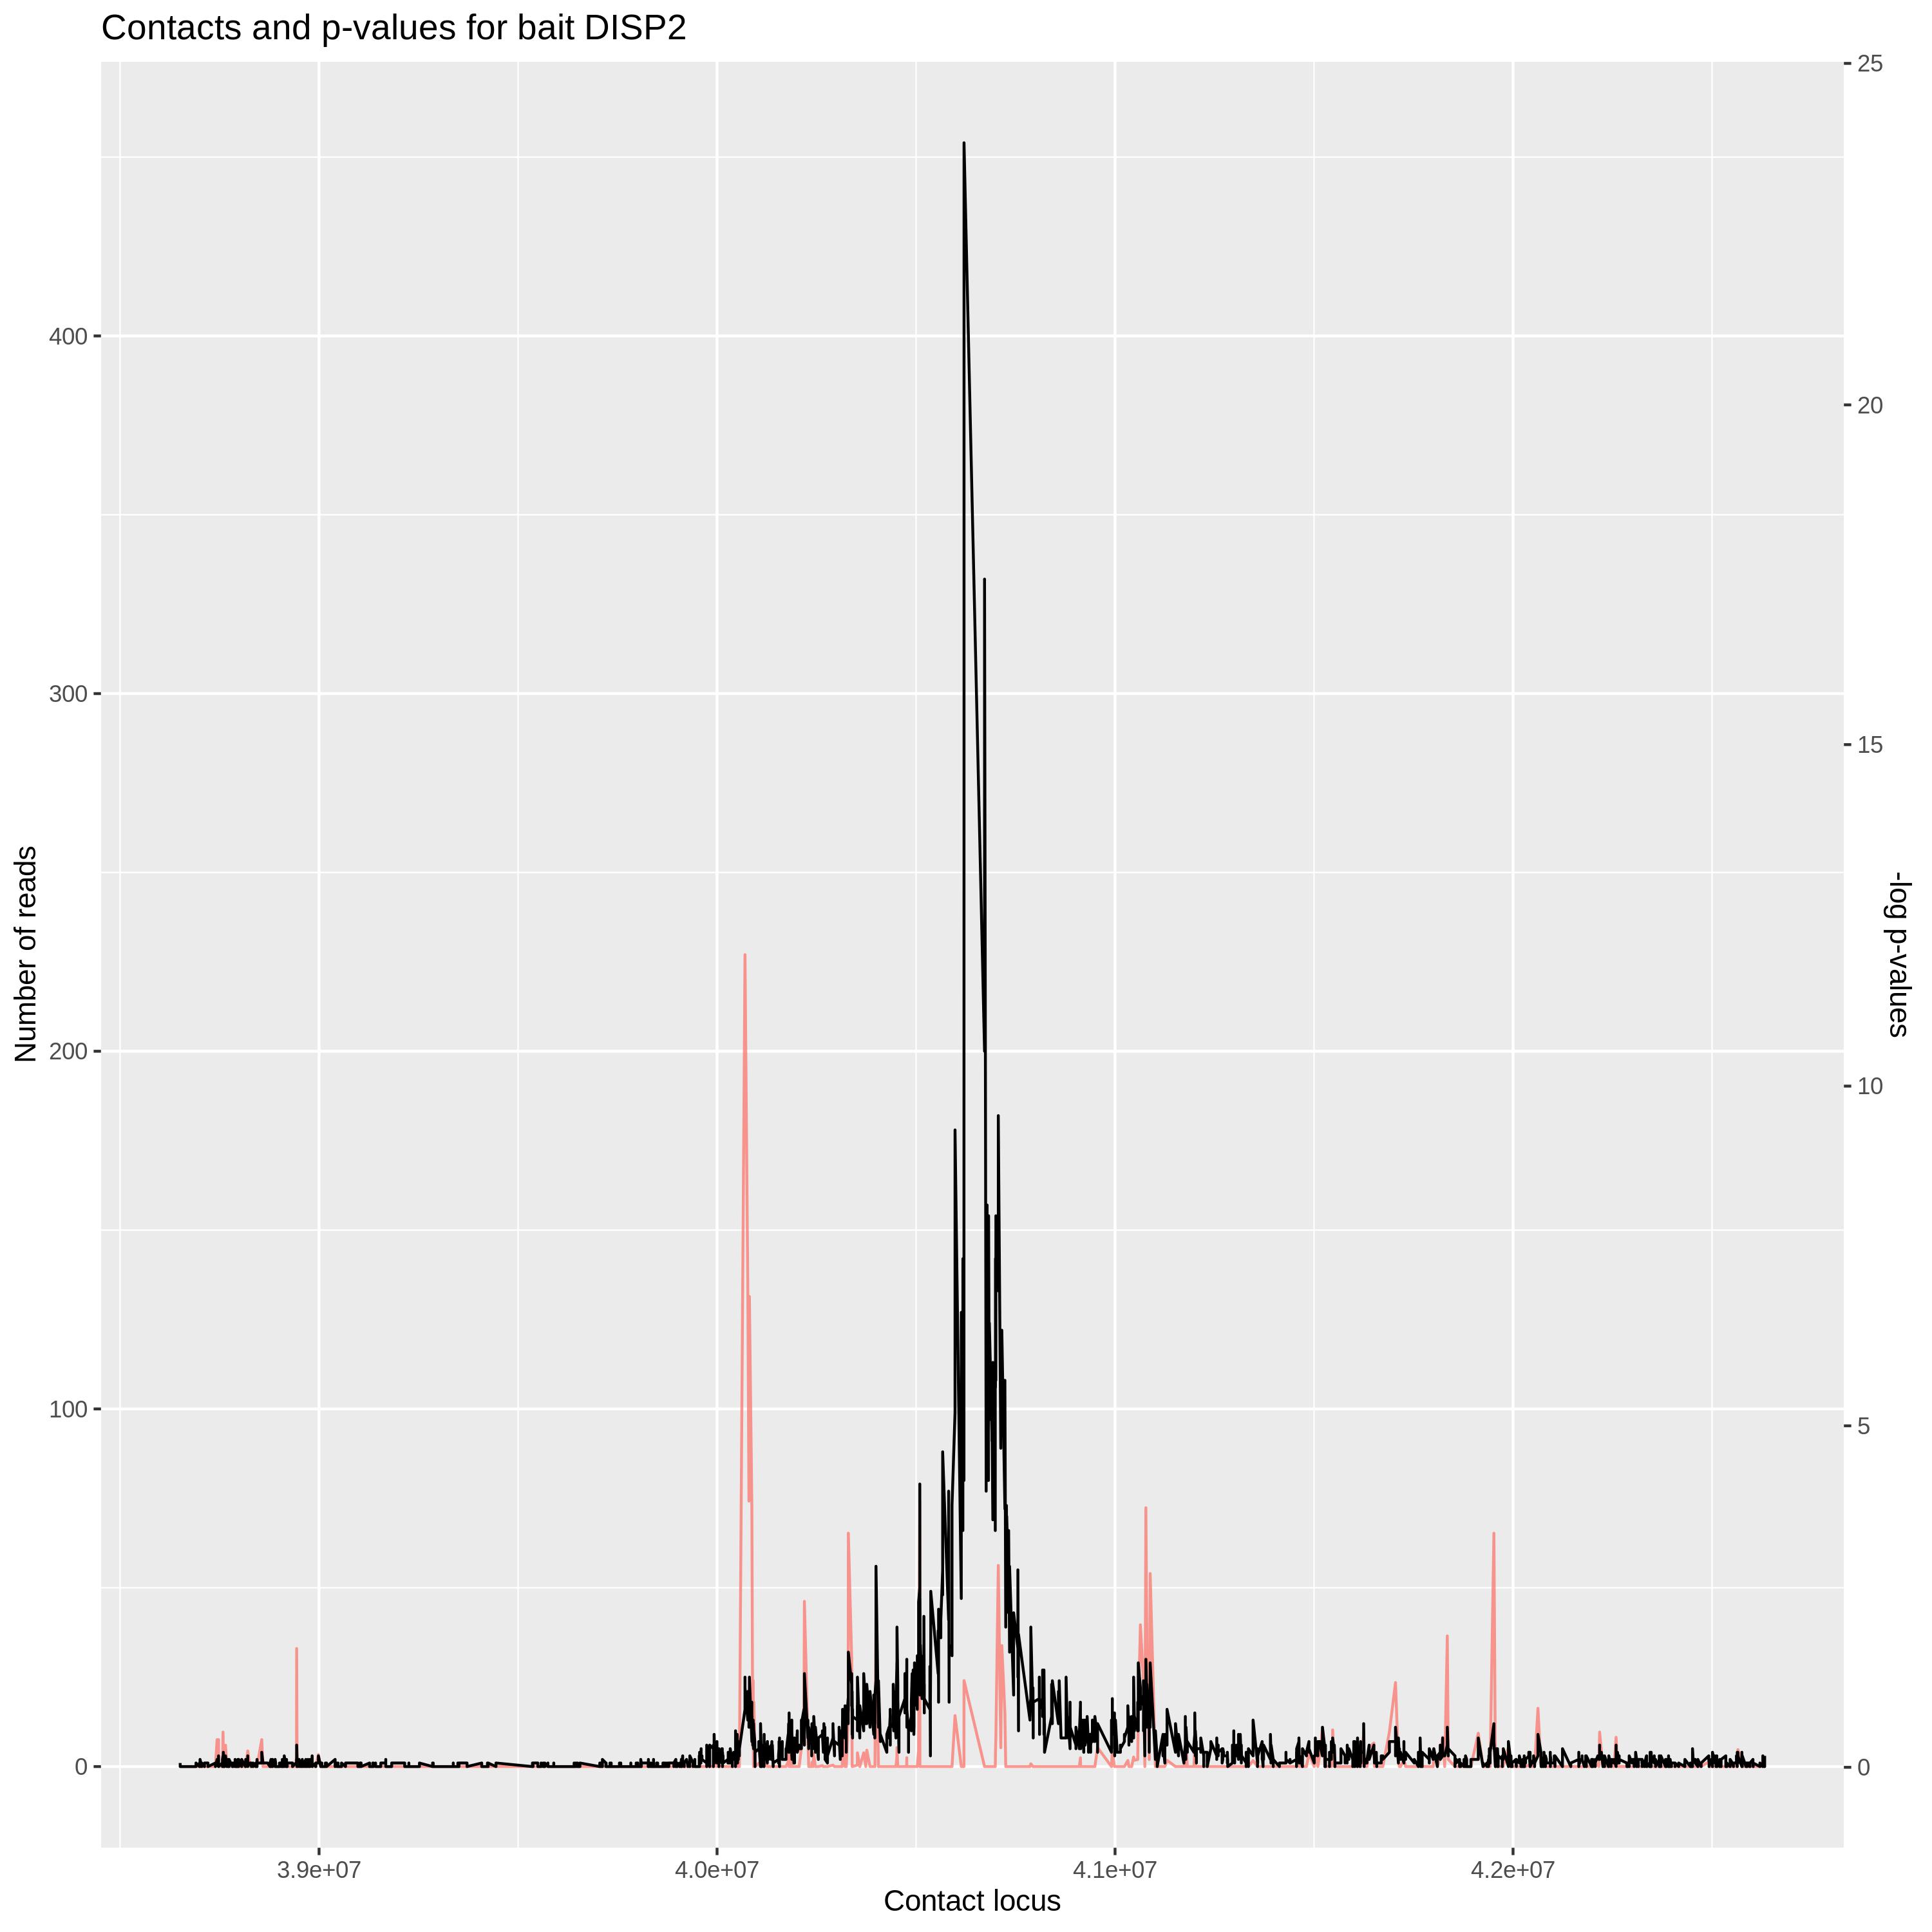 Contacts and p-values for bait DISP2
25
400
20
300
15
Number of reads
-log p-values
200
10
100
5
0
0
3.9e+07
4.0e+07
4.1e+07
4.2e+07
Contact locus